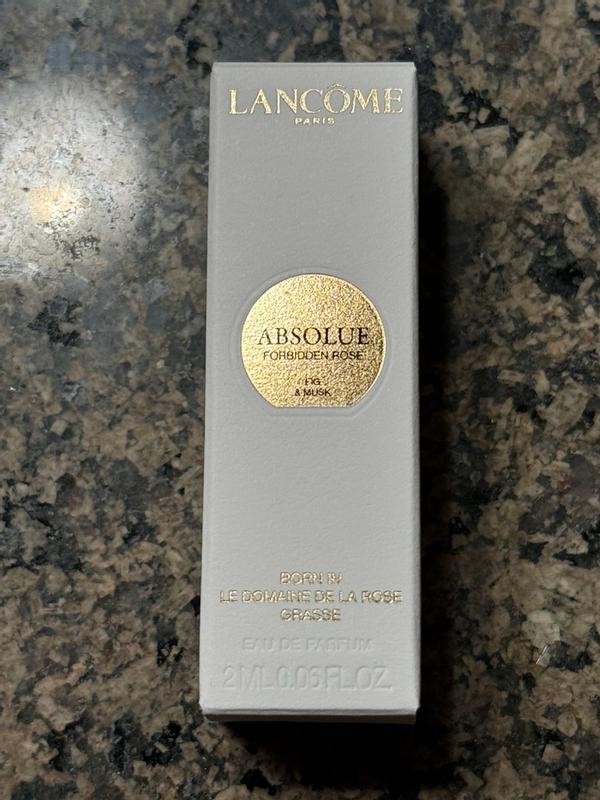 LANCÔME
PARIS
ABSOLUE
FORBIDDEN ROSE
FIG
& MUSK
BORN IN
LE DOMAINE DE LA ROSE
GRASSE
EAU DE PARFUM
2 ML 0.06 FL.OZ.